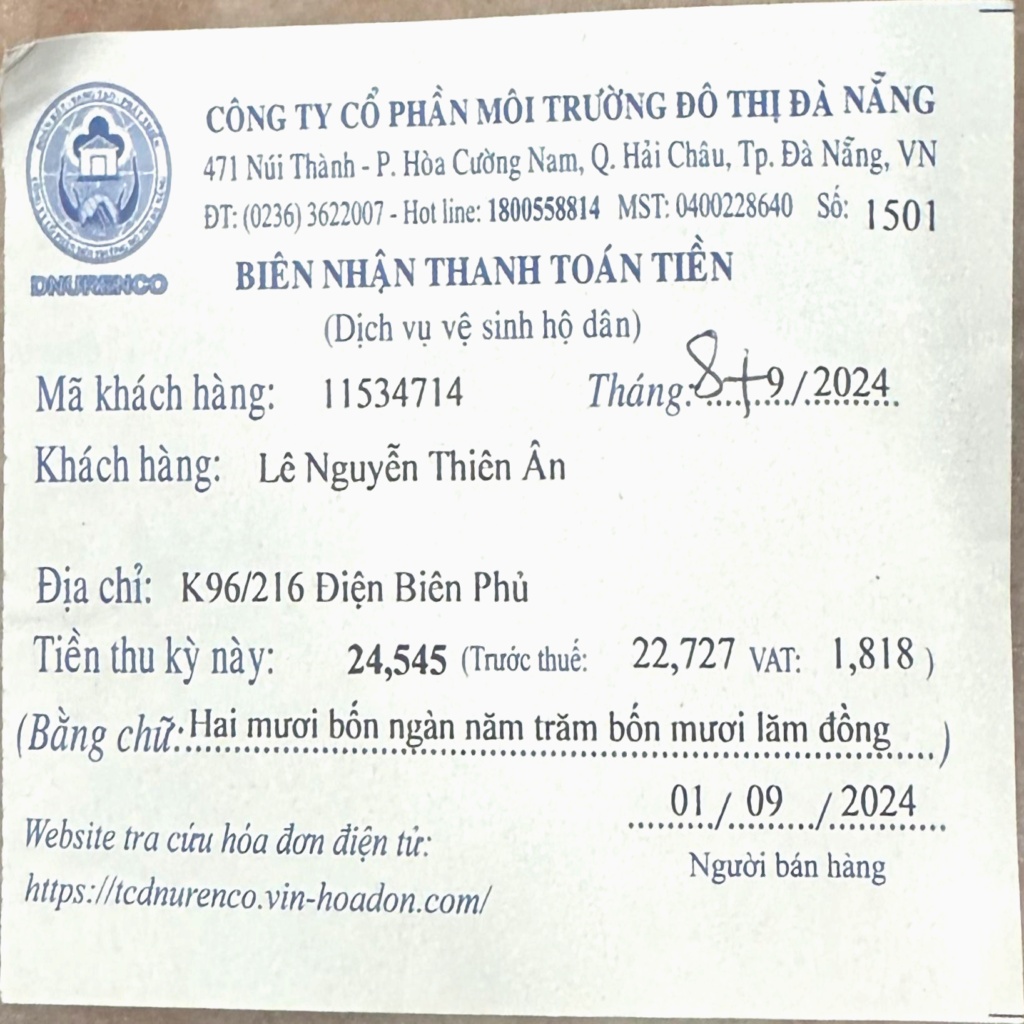 CÔNG TY CỔ PHẦN MÔI TRƯỜNG ĐÔ THỊ ĐÀ NẴNG
471 Núi Thành - P. Hòa Cường Nam, Q. Hải Châu, Tp. Đà Nẵng, VN
ĐT: (0236) 3622007 - Hot line: 1800558814 MST: 0400228640 Số: 1501
DNURENCO
BIÊN NHẬN THANH TOÁN TIỀN
(Dịch vụ vệ sinh hộ dân)
Mã khách hàng: 11534714 Tháng: 8+9/2024
Khách hàng: Lê Nguyễn Thiên Ân
Địa chỉ: K96/216 Điện Biên Phủ
Tiền thu kỳ này: 24,545 (Trước thuế: 22,727 VAT: 1,818 )
(Bằng chữ: Hai mươi bốn ngàn năm trăm bốn mươi lăm đồng)
01 / 09 / 2024
Website tra cứu hóa đơn điện tử:
Người bán hàng
https://tcdnurenco.vin-hoadon.com/